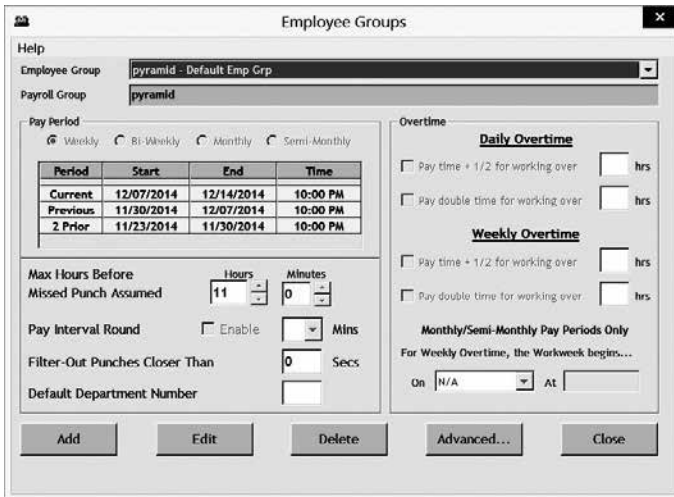 Employee Groups
Help
Employee Group pyramid - Default Emp Grp
Payroll Group pyramid
Pay Period
Weekly Bi-Weekly Monthly Semi-Monthly
Period Start End Time
Current 12/07/2014 12/14/2014 10:00 PM
Previous 11/30/2014 12/07/2014 10:00 PM
2 Prior 11/23/2014 11/30/2014 10:00 PM
Max Hours Before
Missed Punch Assumed
Hours Minutes
11 0
Pay Interval Round Enable Mins
Filter-Out Punches Closer Than 0 Secs
Default Department Number
Overtime
Daily Overtime
Pay time + 1/2 for working over hrs
Pay double time for working over hrs
Weekly Overtime
Pay time + 1/2 for working over hrs
Pay double time for working over hrs
Monthly/Semi-Monthly Pay Periods Only
For Weekly Overtime, the Workweek begins...
On N/A At
Add Edit Delete Advanced... Close